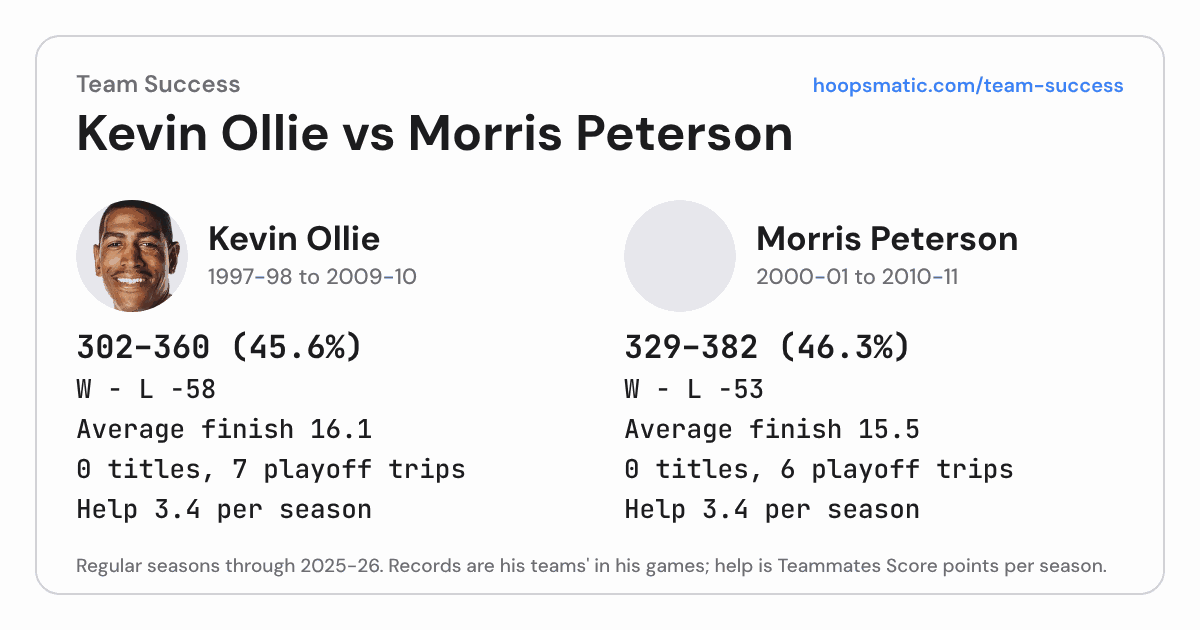 Team Success
hoopsmatic.com/team-success
Kevin Ollie vs Morris Peterson
Kevin Ollie
1997–98 to 2009–10
302–360 (45.6%)
W - L -58
Average finish 16.1
0 titles, 7 playoff trips
Help 3.4 per season
Morris Peterson
2000–01 to 2010–11
329–382 (46.3%)
W - L -53
Average finish 15.5
0 titles, 6 playoff trips
Help 3.4 per season
Regular seasons through 2025-26. Records are his teams' in his games; help is Teammates Score points per season.